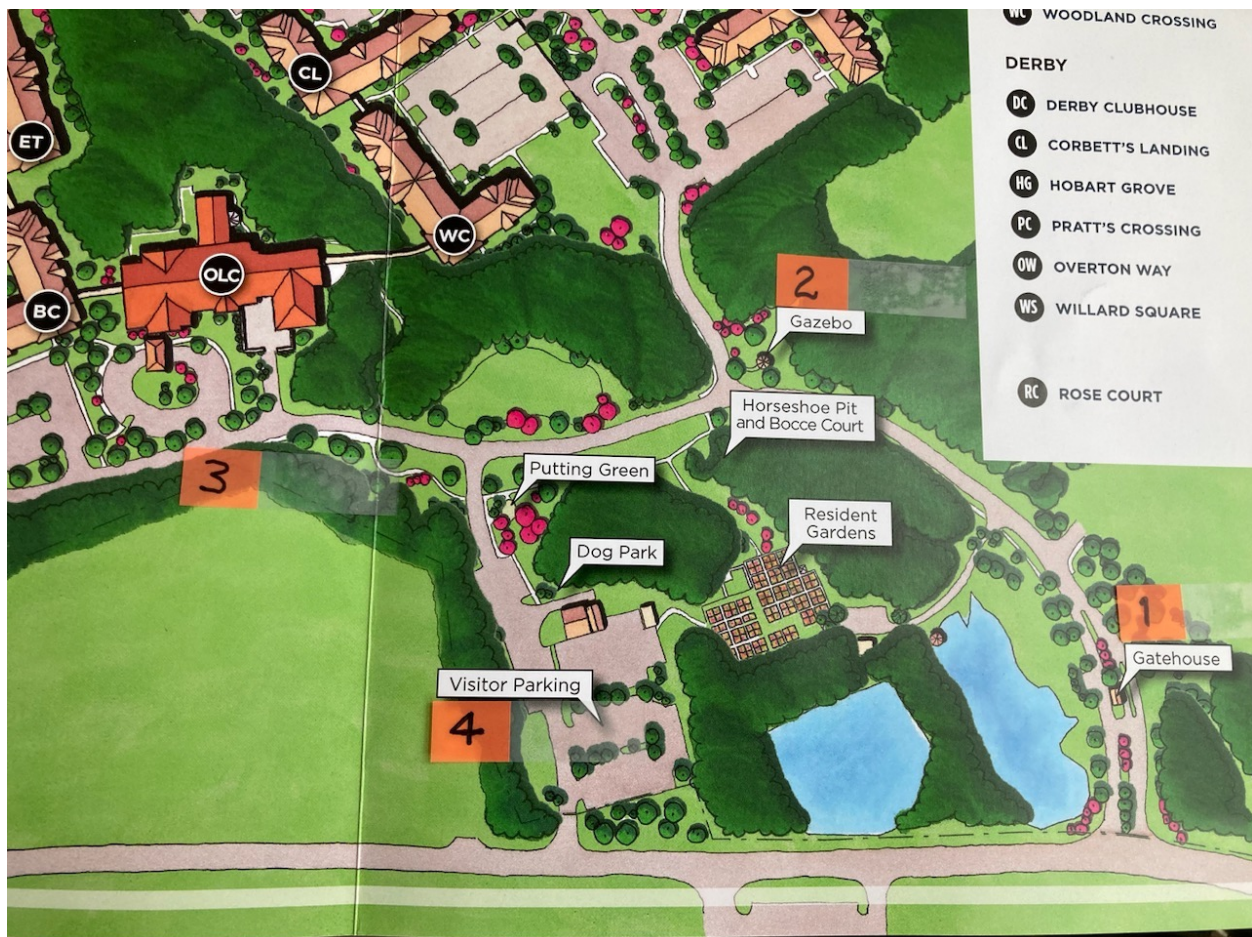 WC WOODLAND CROSSING
DERBY
DC DERBY CLUBHOUSE
CL CORBETT'S LANDING
HG HOBART GROVE
PC PRATT'S CROSSING
OW OVERTON WAY
WS WILLARD SQUARE
RC ROSE COURT
CL
ET
WC
OLC
BC
2
Gazebo
Horseshoe Pit
and Bocce Court
3
Putting Green
Resident
Gardens
Dog Park
1
Gatehouse
Visitor Parking
4